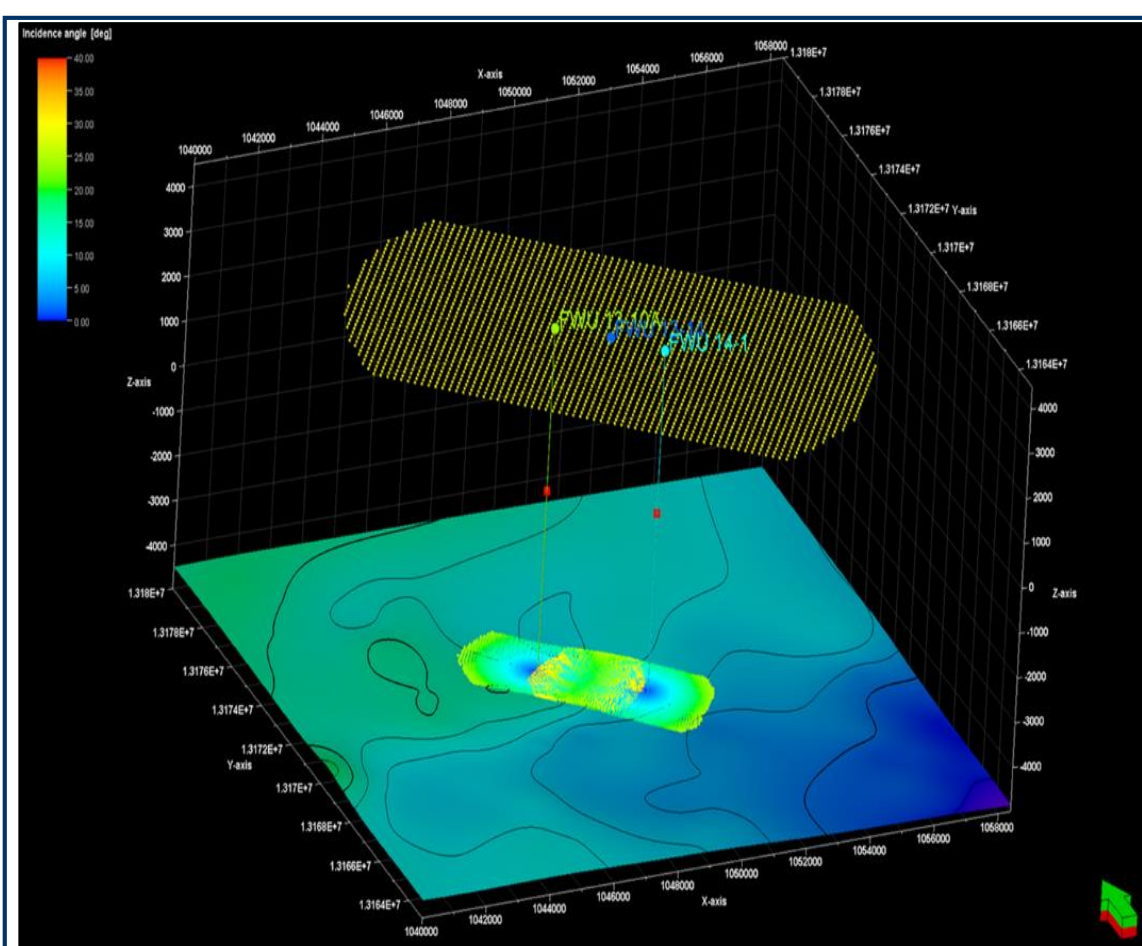 Incidence angle [deg]
40.00
35.00
30.00
25.00
20.00
15.00
10.00
5.00
0.00
X-axis
1040000
1042000
1044000
1046000
1048000
1050000
1052000
1054000
1056000
1058000
1.318E+7
1.3178E+7
1.3176E+7
1.3174E+7
1.3172E+7 Y-axis
1.317E+7
1.3168E+7
1.3166E+7
1.3164E+7
4000
3000
2000
1000
0
Z-axis
-1000
-2000
-3000
-4000
FWU 13-10A
FWU
FWU 14-1
4000
3000
2000
1000
0
Z-axis
-1000
-2000
-3000
-4000
1.318E+7
1.3178E+7
1.3176E+7
1.3174E+7
1.3172E+7
Y-axis
1.317E+7
1.3168E+7
1.3166E+7
1.3164E+7
1040000
1042000
1044000
1046000
1048000
X-axis
1050000
1052000
1054000
1056000
1058000